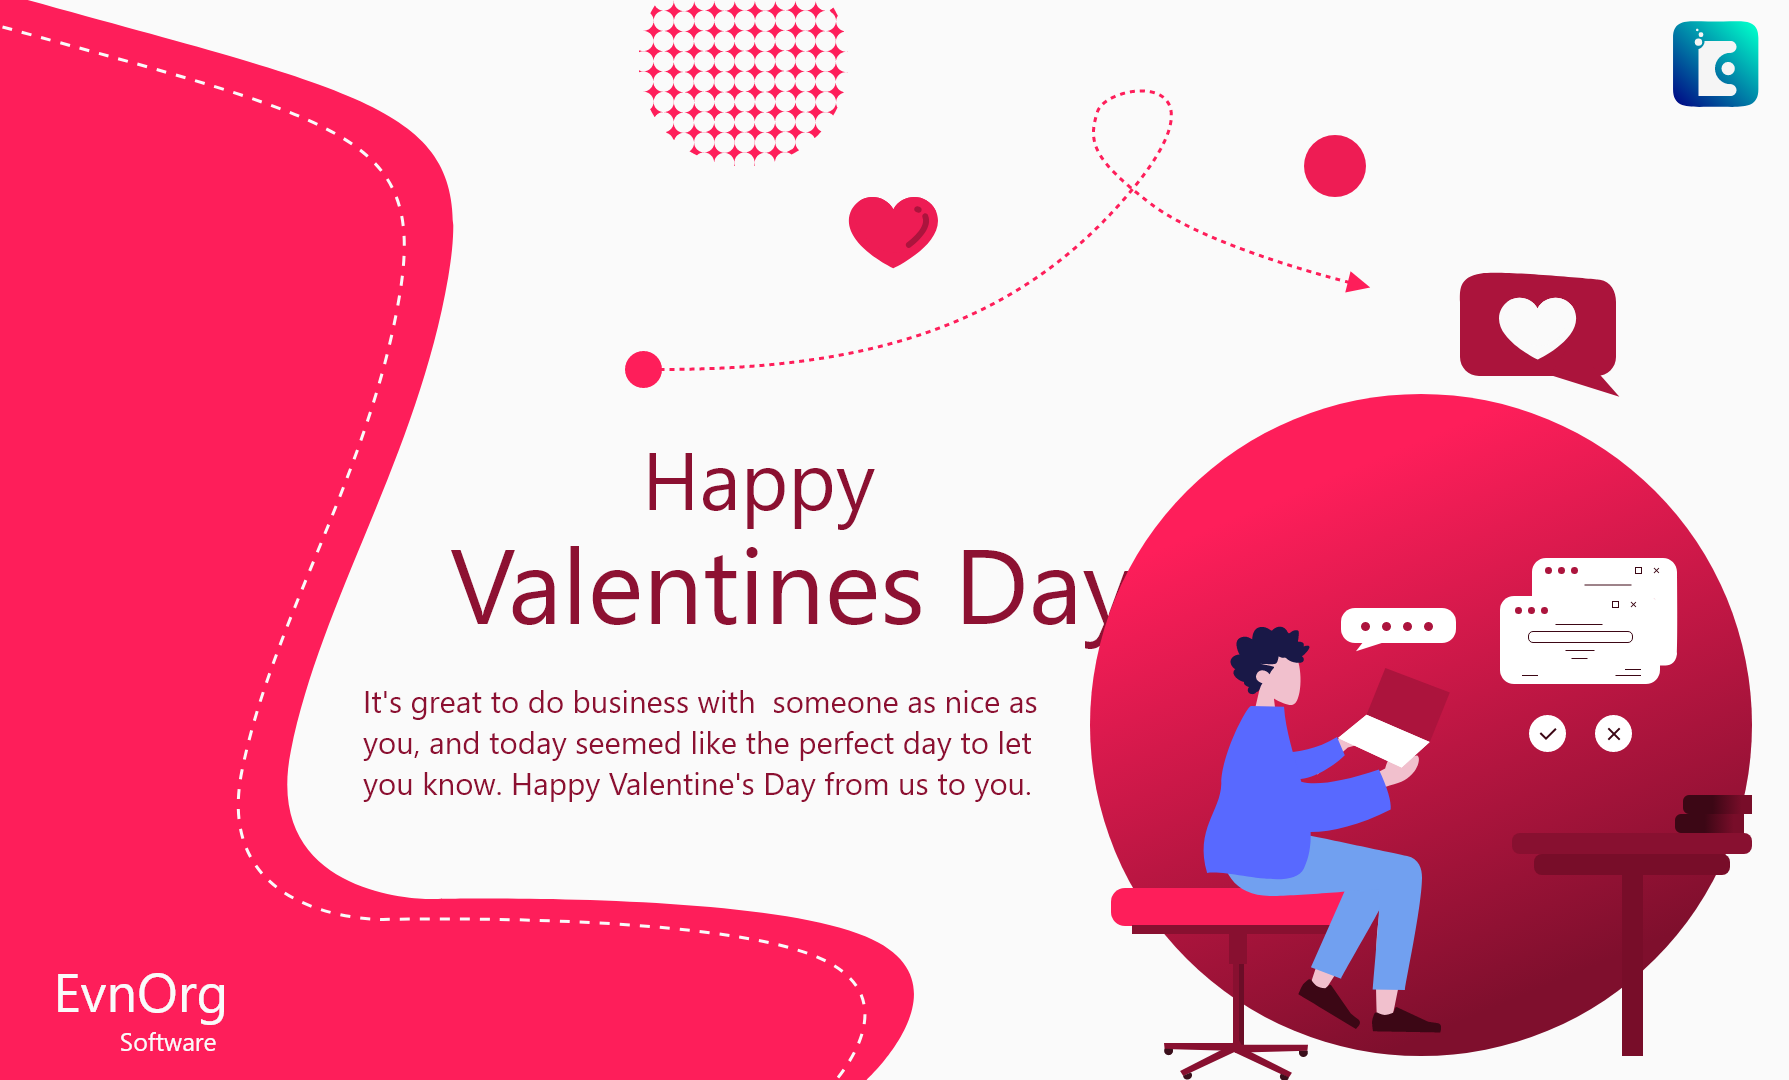 Happy
Valentines Day
It's great to do business with  someone as nice as
you, and today seemed like the perfect day to let
you know. Happy Valentine's Day from us to you.
EvnOrg
Software